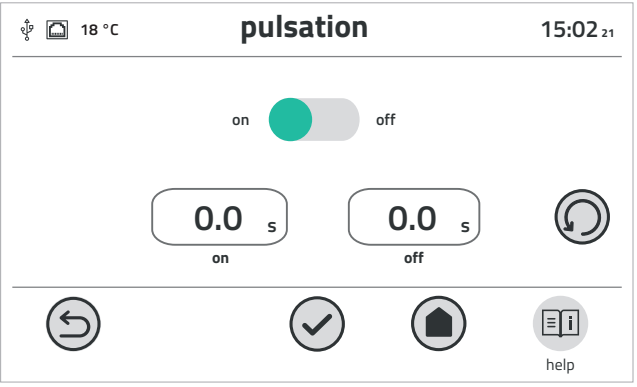 18 °C pulsation 15:02 21
on off
0.0 s 0.0 s
on off
i
help